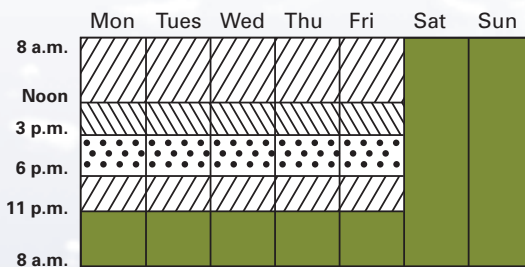 Mon Tues Wed Thu Fri Sat Sun
8 a.m.
Noon
3 p.m.
6 p.m.
11 p.m.
8 a.m.